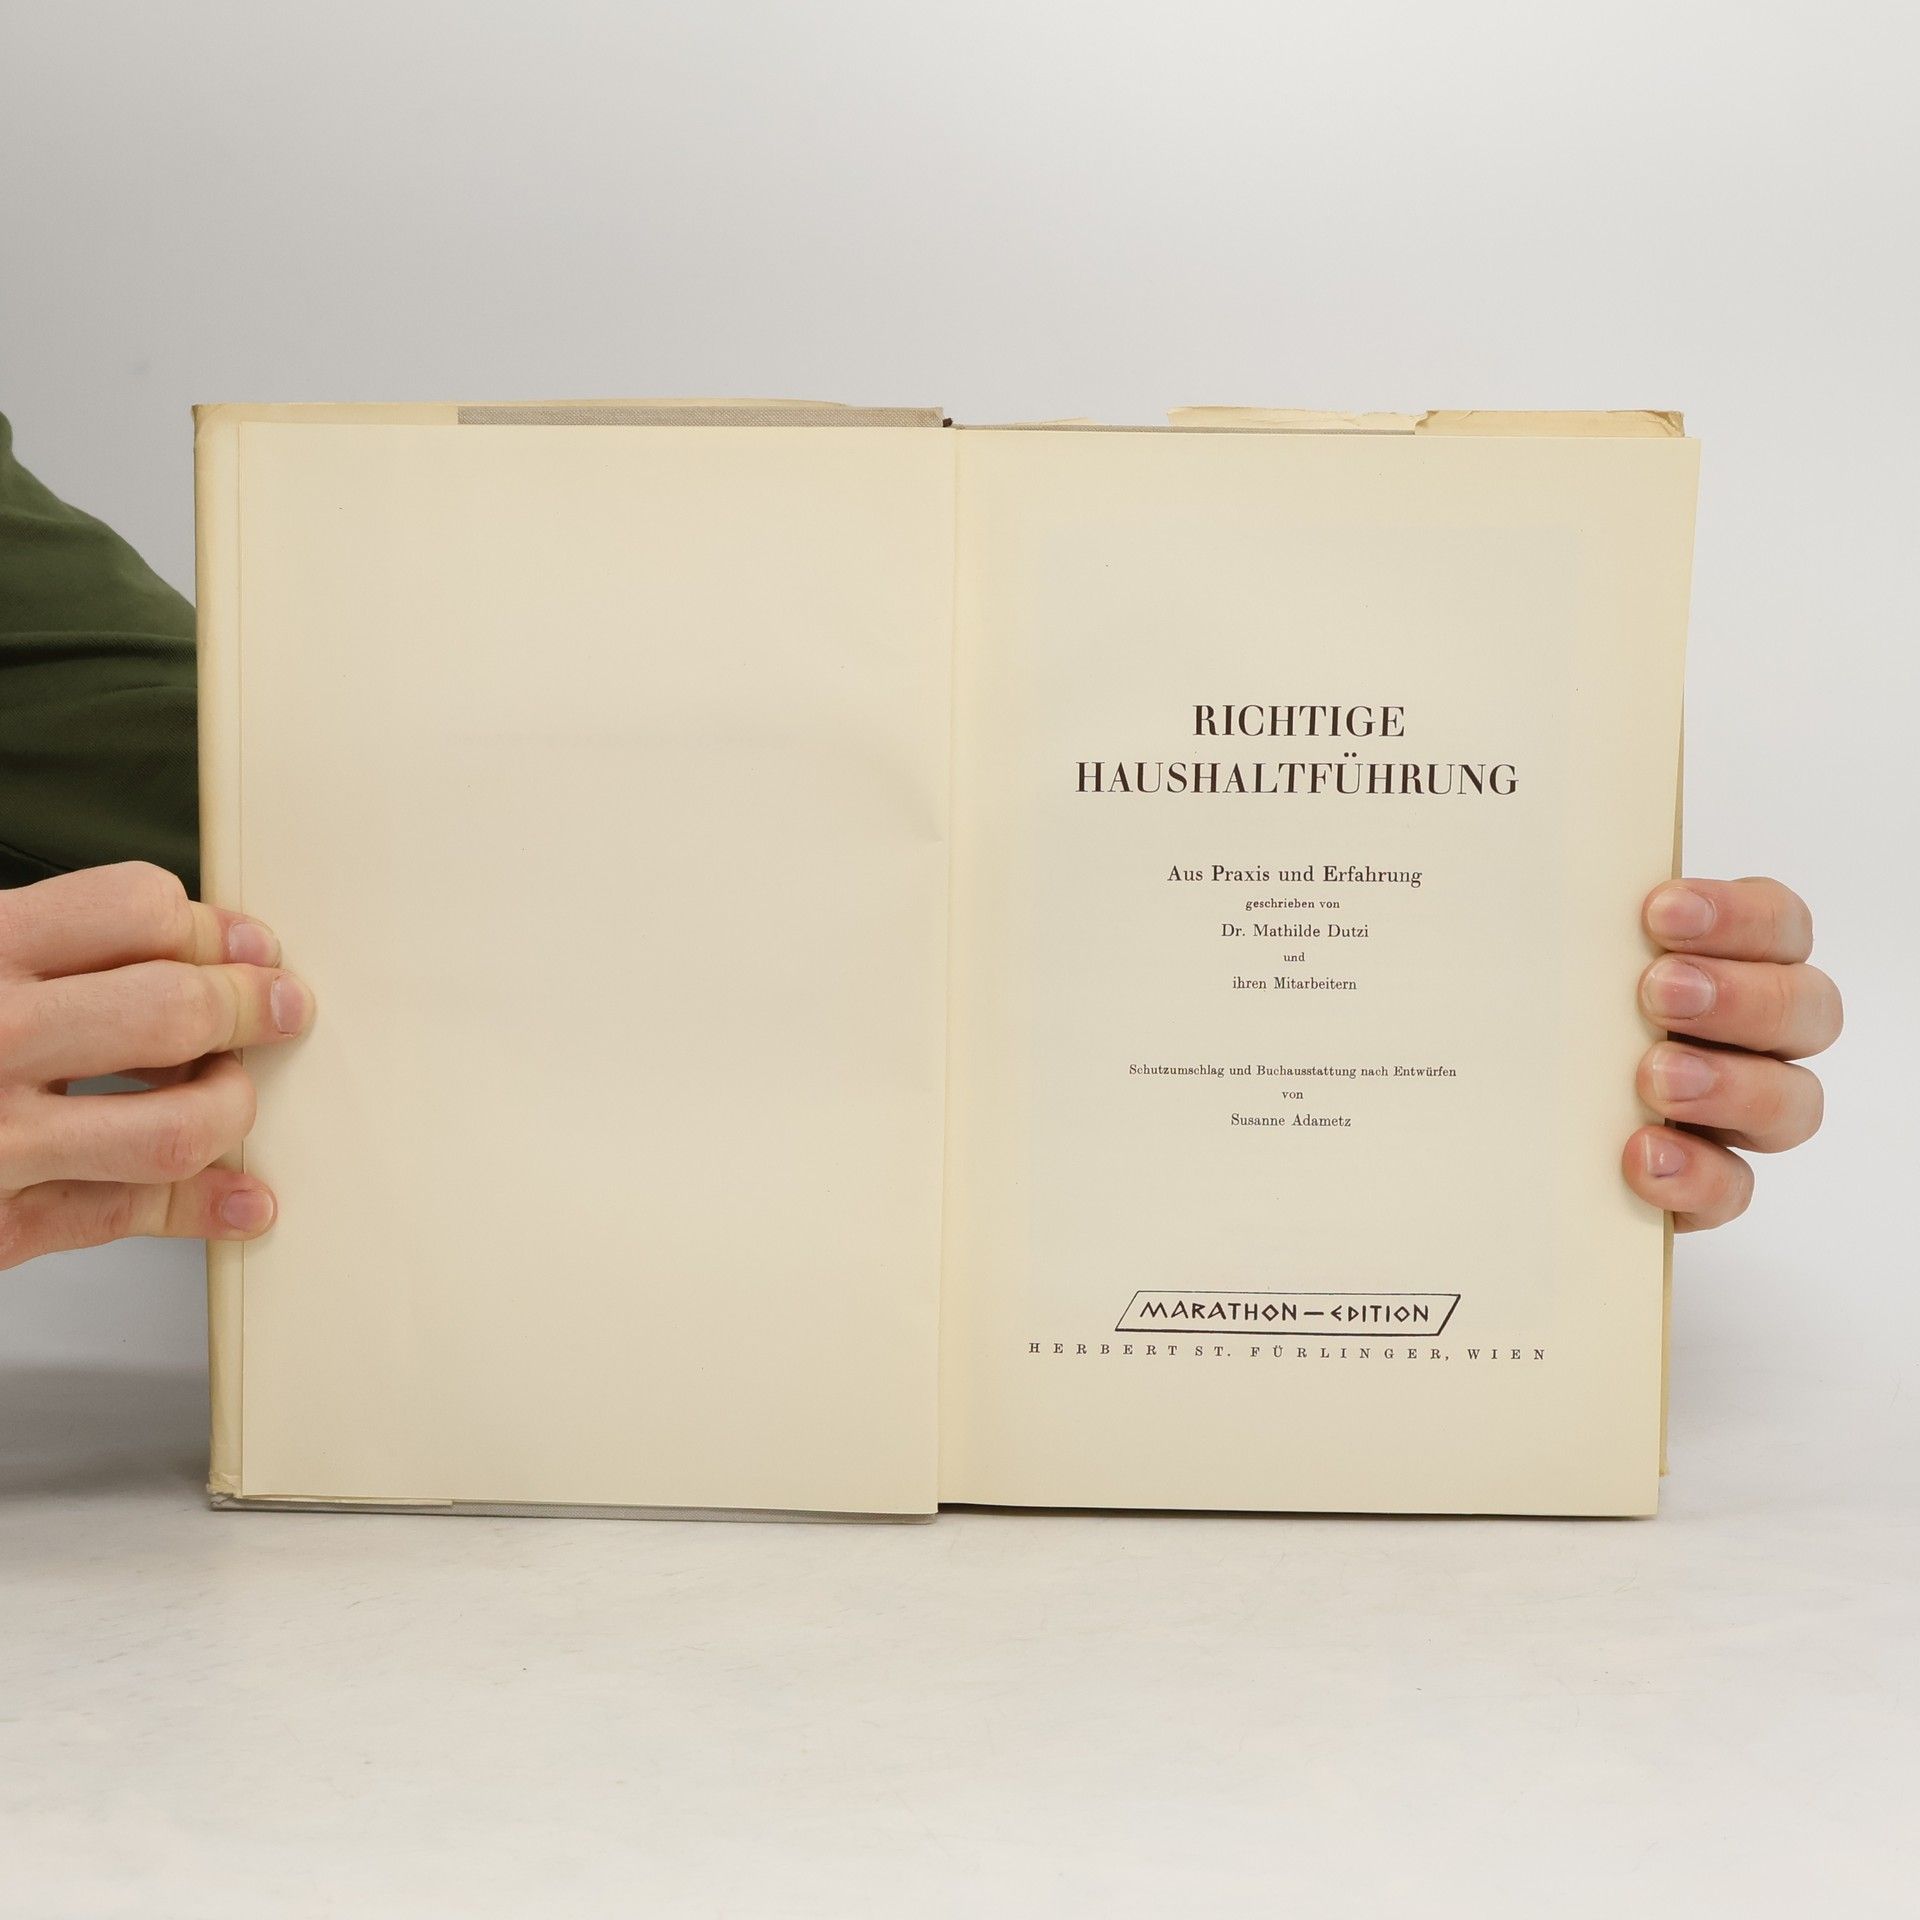 RICHTIGE
HAUSHALTFÜHRUNG
Aus Praxis und Erfahrung
geschrieben von
Dr. Mathilde Dutzi
und
ihren Mitarbeitern
Schutzumschlag und Buchausstattung nach Entwürfen
von
Susanne Adametz
MARATHON–EDITION
HERBERT ST. FÜRLINGER, WIEN